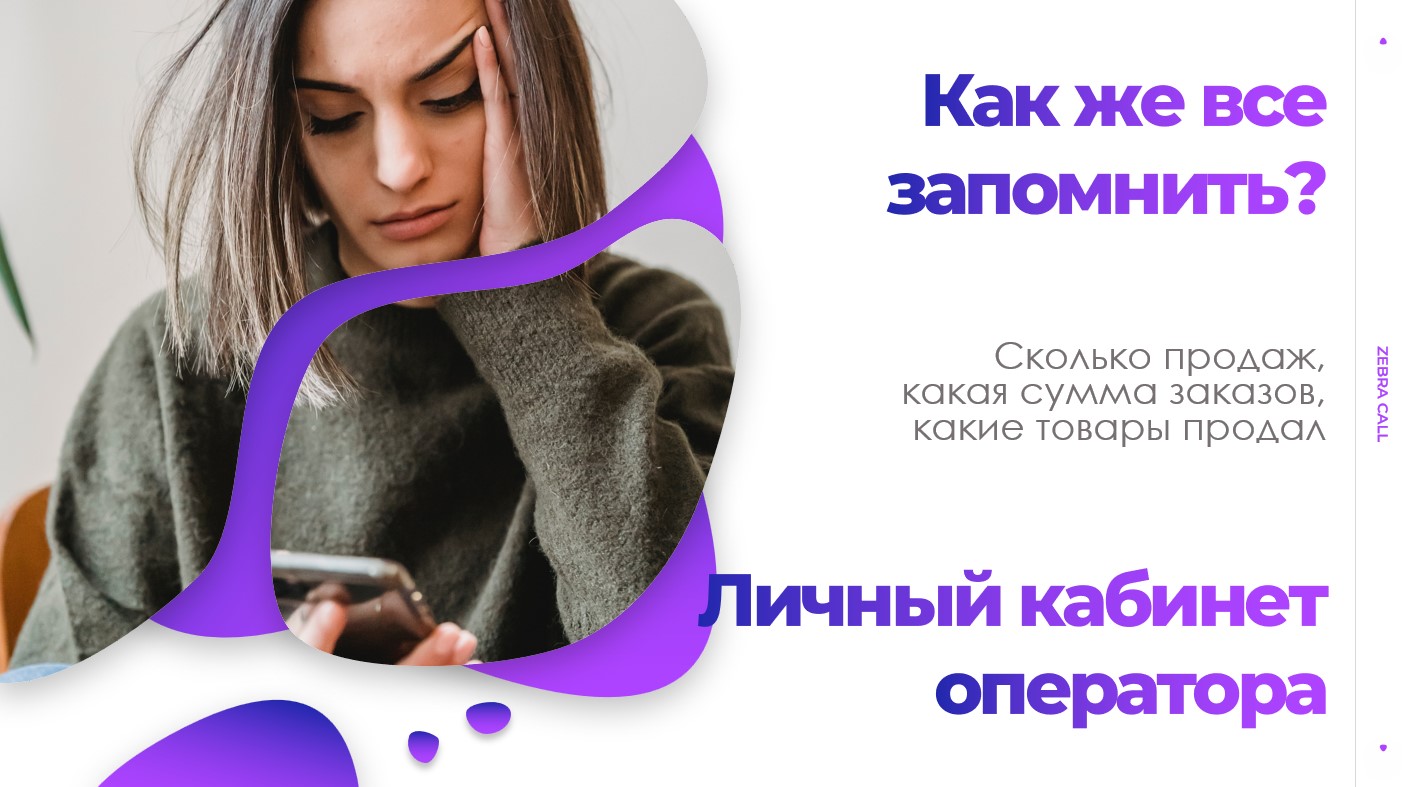 Как же все
запомнить?
Сколько продаж,
какая сумма заказов,
какие товары продал
ZEBRA CALL
Личный кабинет
оператора